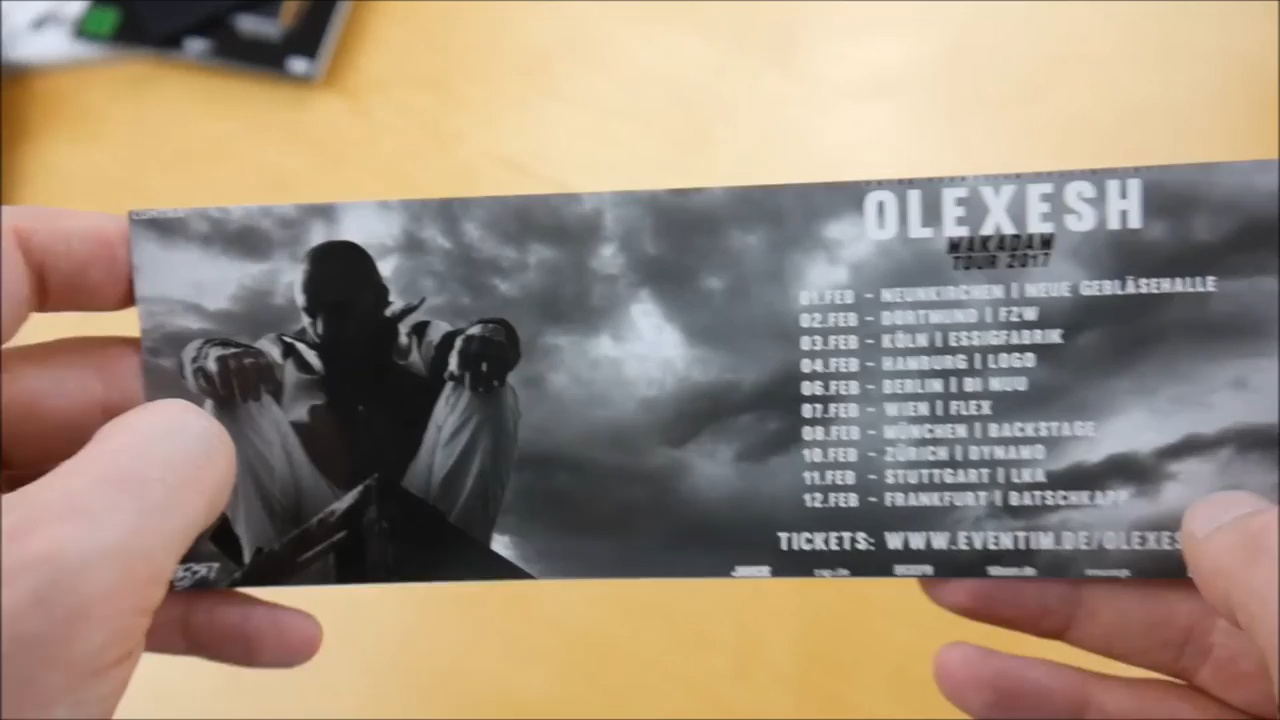 OLEXESH
MAKADAM
TOUR 2017
01.FEB - NEUNKIRCHEN | NEUE GEBLÄSEHALLE
02.FEB - DORTMUND | FZW
03.FEB - KÖLN | ESSIGFABRIK
04.FEB - HAMBURG | LOGO
06.FEB - BERLIN | BI NUU
07.FEB - WIEN | FLEX
08.FEB - MÜNCHEN | BACKSTAGE
10.FEB - ZÜRICH | DYNAMO
11.FEB - STUTTGART | LKA
12.FEB - FRANKFURT | BATSCHKAPP
TICKETS: WWW.EVENTIM.DE/OLEXES
JUICE